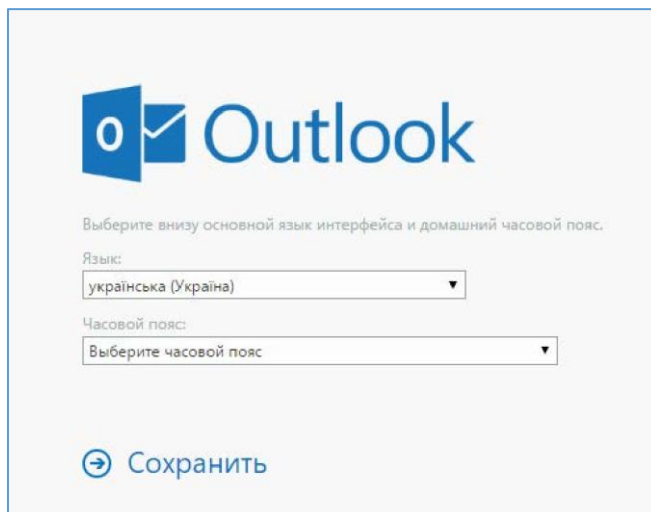 Outlook
Выберите внизу основной язык интерфейса и домашний часовой пояс.
Язык:
українська (Україна)
Часовой пояс:
Выберите часовой пояс
Сохранить